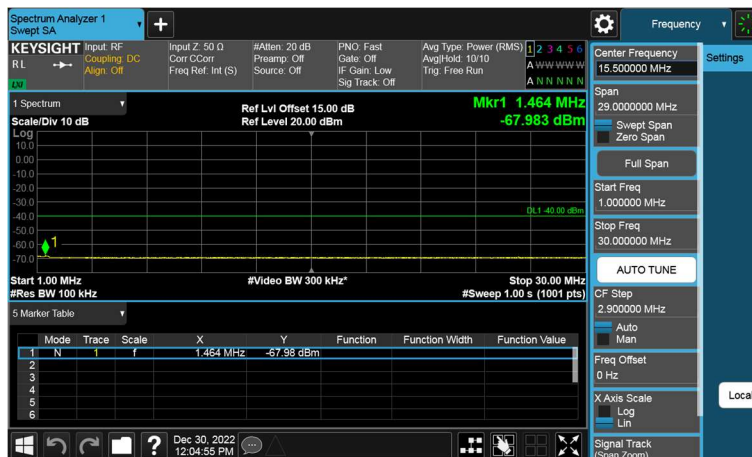 Spectrum Analyzer 1
Swept SA
Frequency
KEYSIGHT
RL
LXI
Input: RF
Coupling: DC
Align: Off
Input Z: 50 Ω
Corr CCorr
Freq Ref: Int (S)
#Atten: 20 dB
Preamp: Off
Source: Off
PNO: Fast
Gate: Off
IF Gain: Low
Sig Track: Off
Avg Type: Power (RMS)
Avg|Hold: 10/10
Trig: Free Run
1 2 3 4 5 6
A W W W W W
A N N N N N
1 Spectrum
Scale/Div 10 dB
Ref Lvl Offset 15.00 dB
Ref Level 20.00 dBm
Mkr1 1.464 MHz
-67.983 dBm
Log
10.0
0.00
-10.0
-20.0
-30.0
-40.0
-50.0
-60.0
-70.0
DL1 -40.00 dBm
1
Start 1.00 MHz
#Video BW 300 kHz*
Stop 30.00 MHz
#Res BW 100 kHz
#Sweep 1.00 s (1001 pts)
5 Marker Table
Mode Trace Scale X Y Function Function Width Function Value
1 N 1 f 1.464 MHz -67.98 dBm
2
3
4
5
6
Dec 30, 2022
12:04:55 PM
Center Frequency
15.500000 MHz
Settings
Span
29.0000000 MHz
Swept Span
Zero Span
Full Span
Start Freq
1.000000 MHz
Stop Freq
30.000000 MHz
AUTO TUNE
CF Step
2.900000 MHz
Auto
Man
Freq Offset
0 Hz
X Axis Scale
Log
Lin
Local
Signal Track
(Span Zoom)